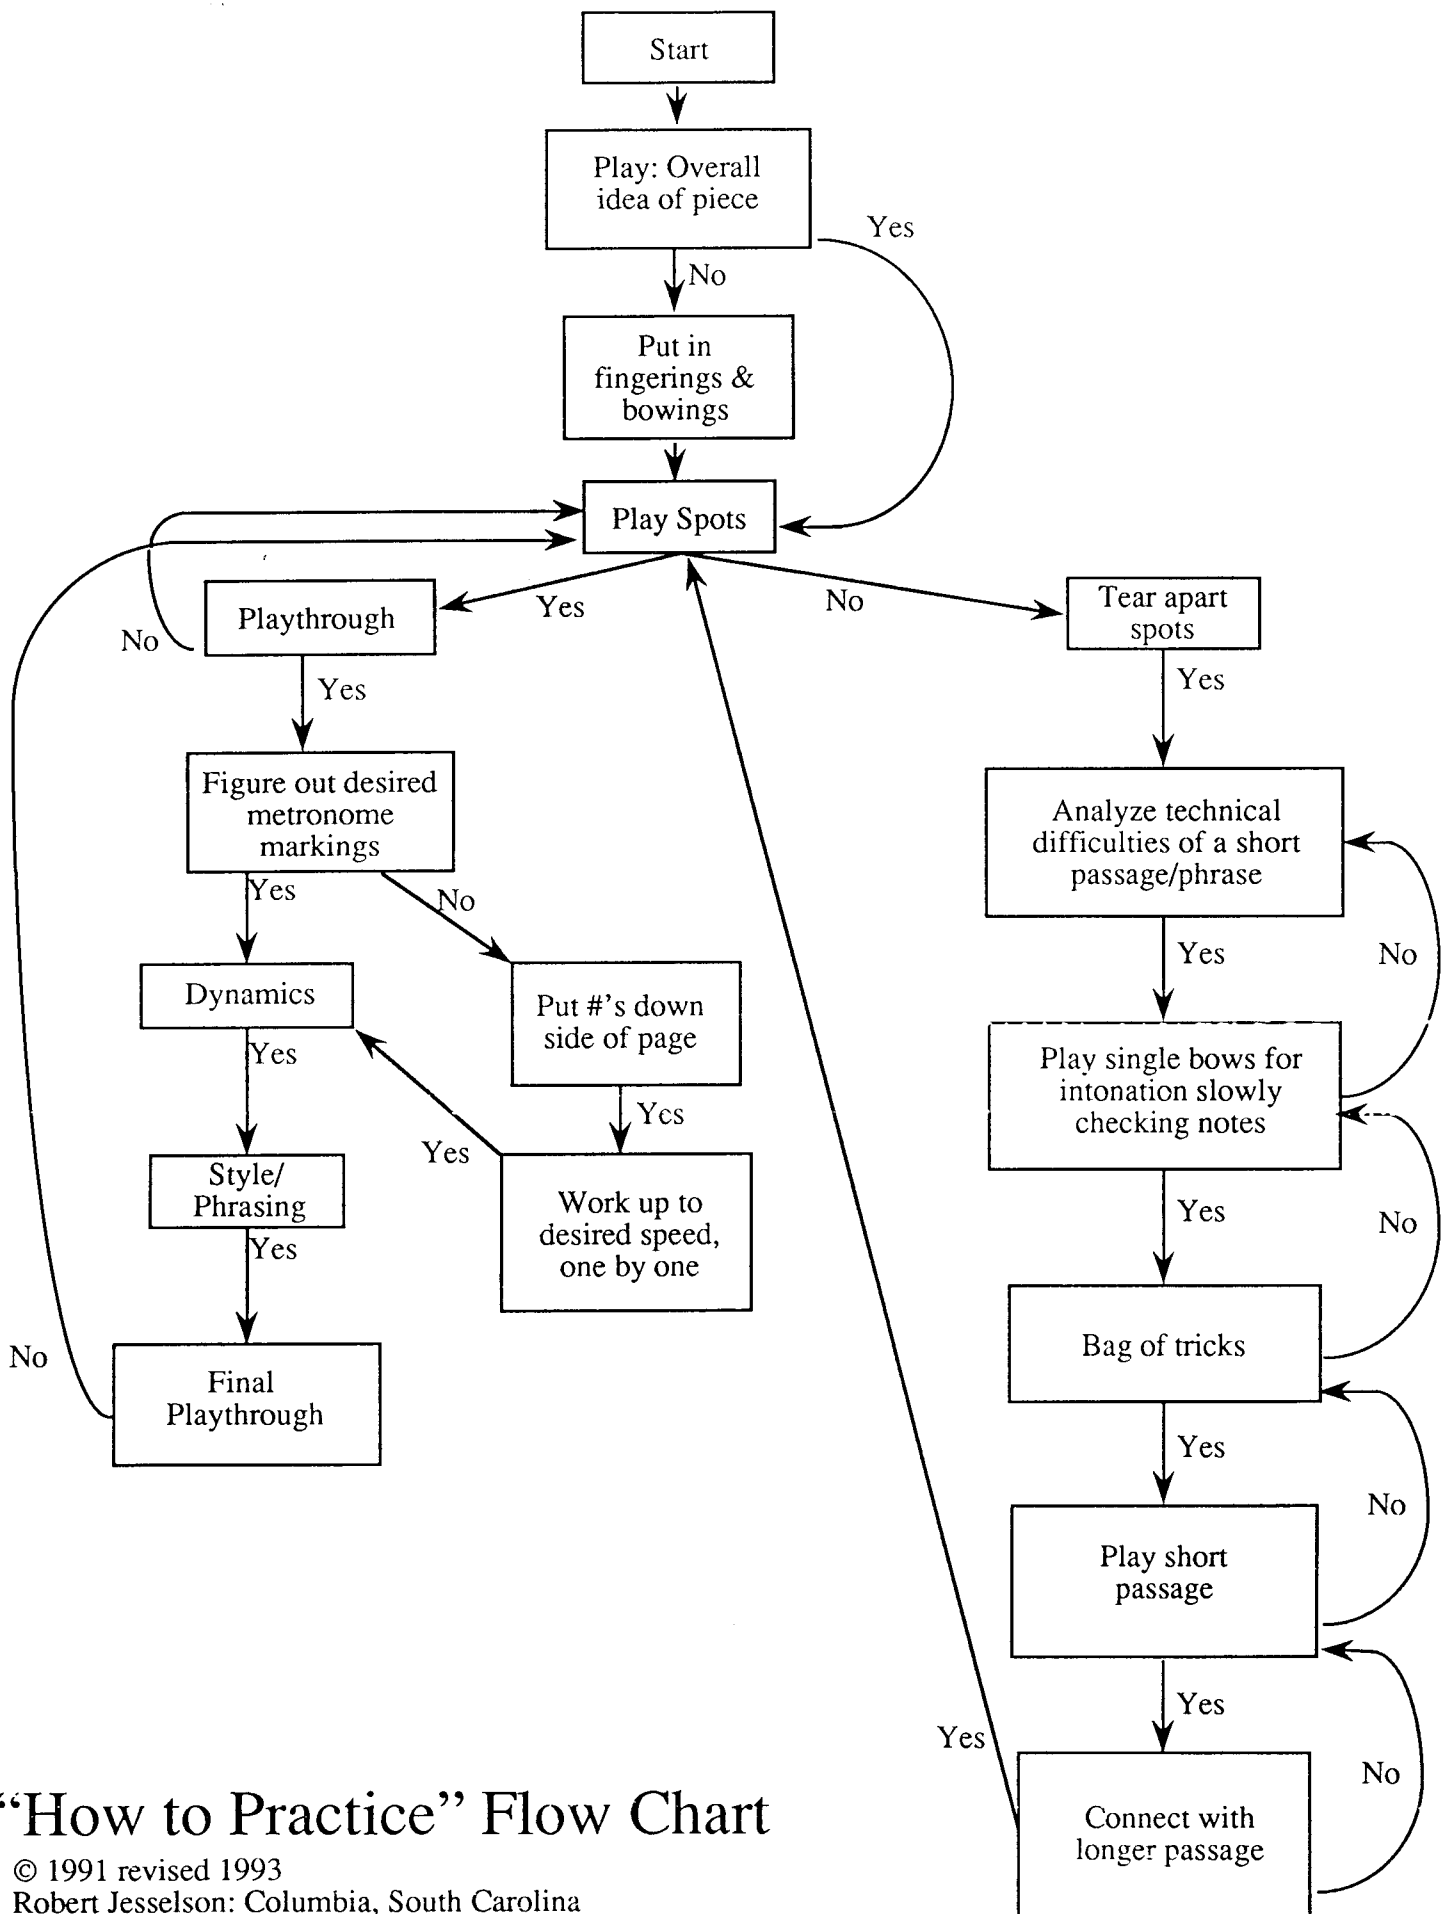 Start
Play: Overall
idea of piece
Yes
No
Put in
fingerings &
bowings
Play Spots
Playthrough
Yes
No
Tear apart
spots
No
Yes
Yes
Figure out desired
metronome
markings
Analyze technical
difficulties of a short
passage/phrase
Yes
No
Yes
No
Dynamics
Put #'s down
side of page
Play single bows for
intonation slowly
checking notes
Yes
Yes
Yes
Style/
Phrasing
Work up to
desired speed,
one by one
Yes
No
Yes
No
Final
Playthrough
Bag of tricks
Yes
No
Play short
passage
Yes
Yes
No
Connect with
longer passage
“How to Practice” Flow Chart
© 1991 revised 1993
Robert Jesselson: Columbia, South Carolina